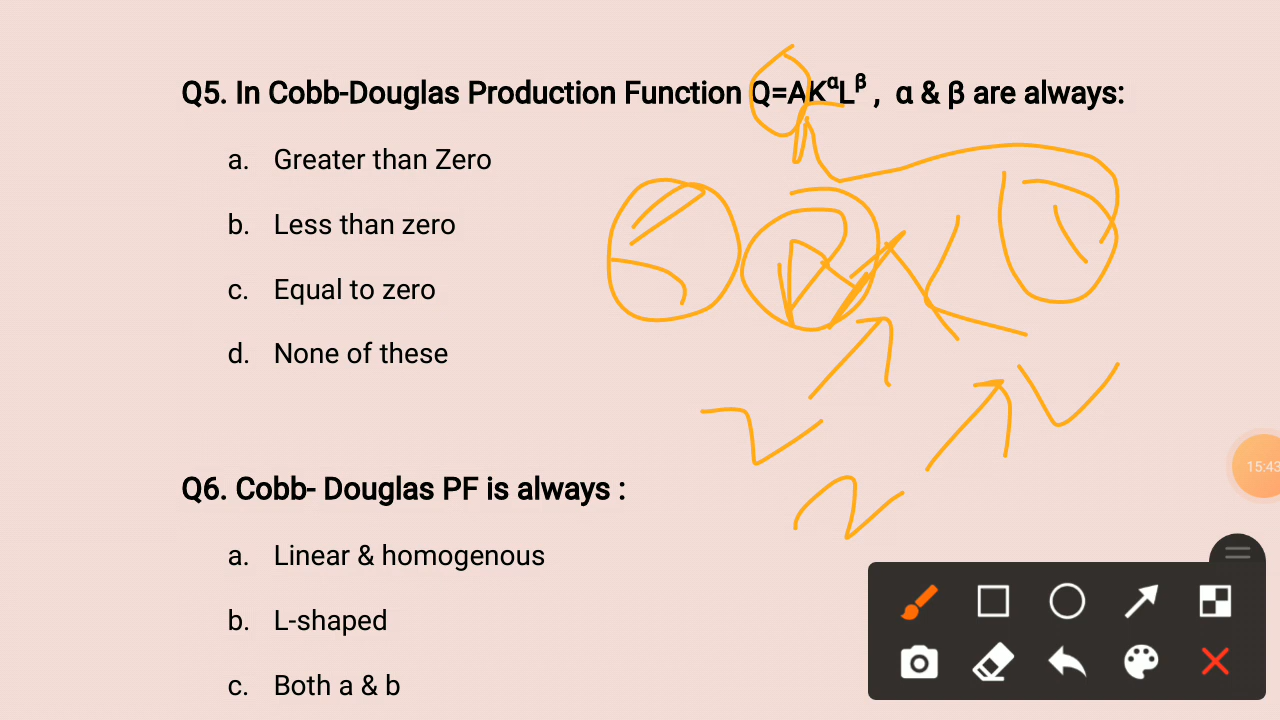 Q5. In Cobb-Douglas Production Function Q=AKᵅLᵝ , α & β are always:
a. Greater than Zero
b. Less than zero
c. Equal to zero
d. None of these
Q6. Cobb- Douglas PF is always :
a. Linear & homogenous
b. L-shaped
c. Both a & b
15:43